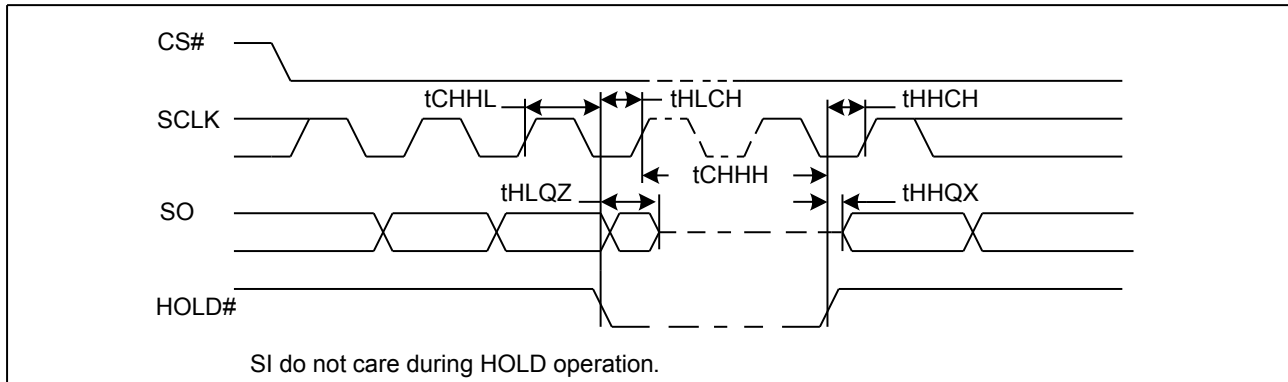 CS#
tCHHL
tHLCH
tHHCH
SCLK
tCHHH
tHLQZ
tHHQX
SO
HOLD#
SI do not care during HOLD operation.